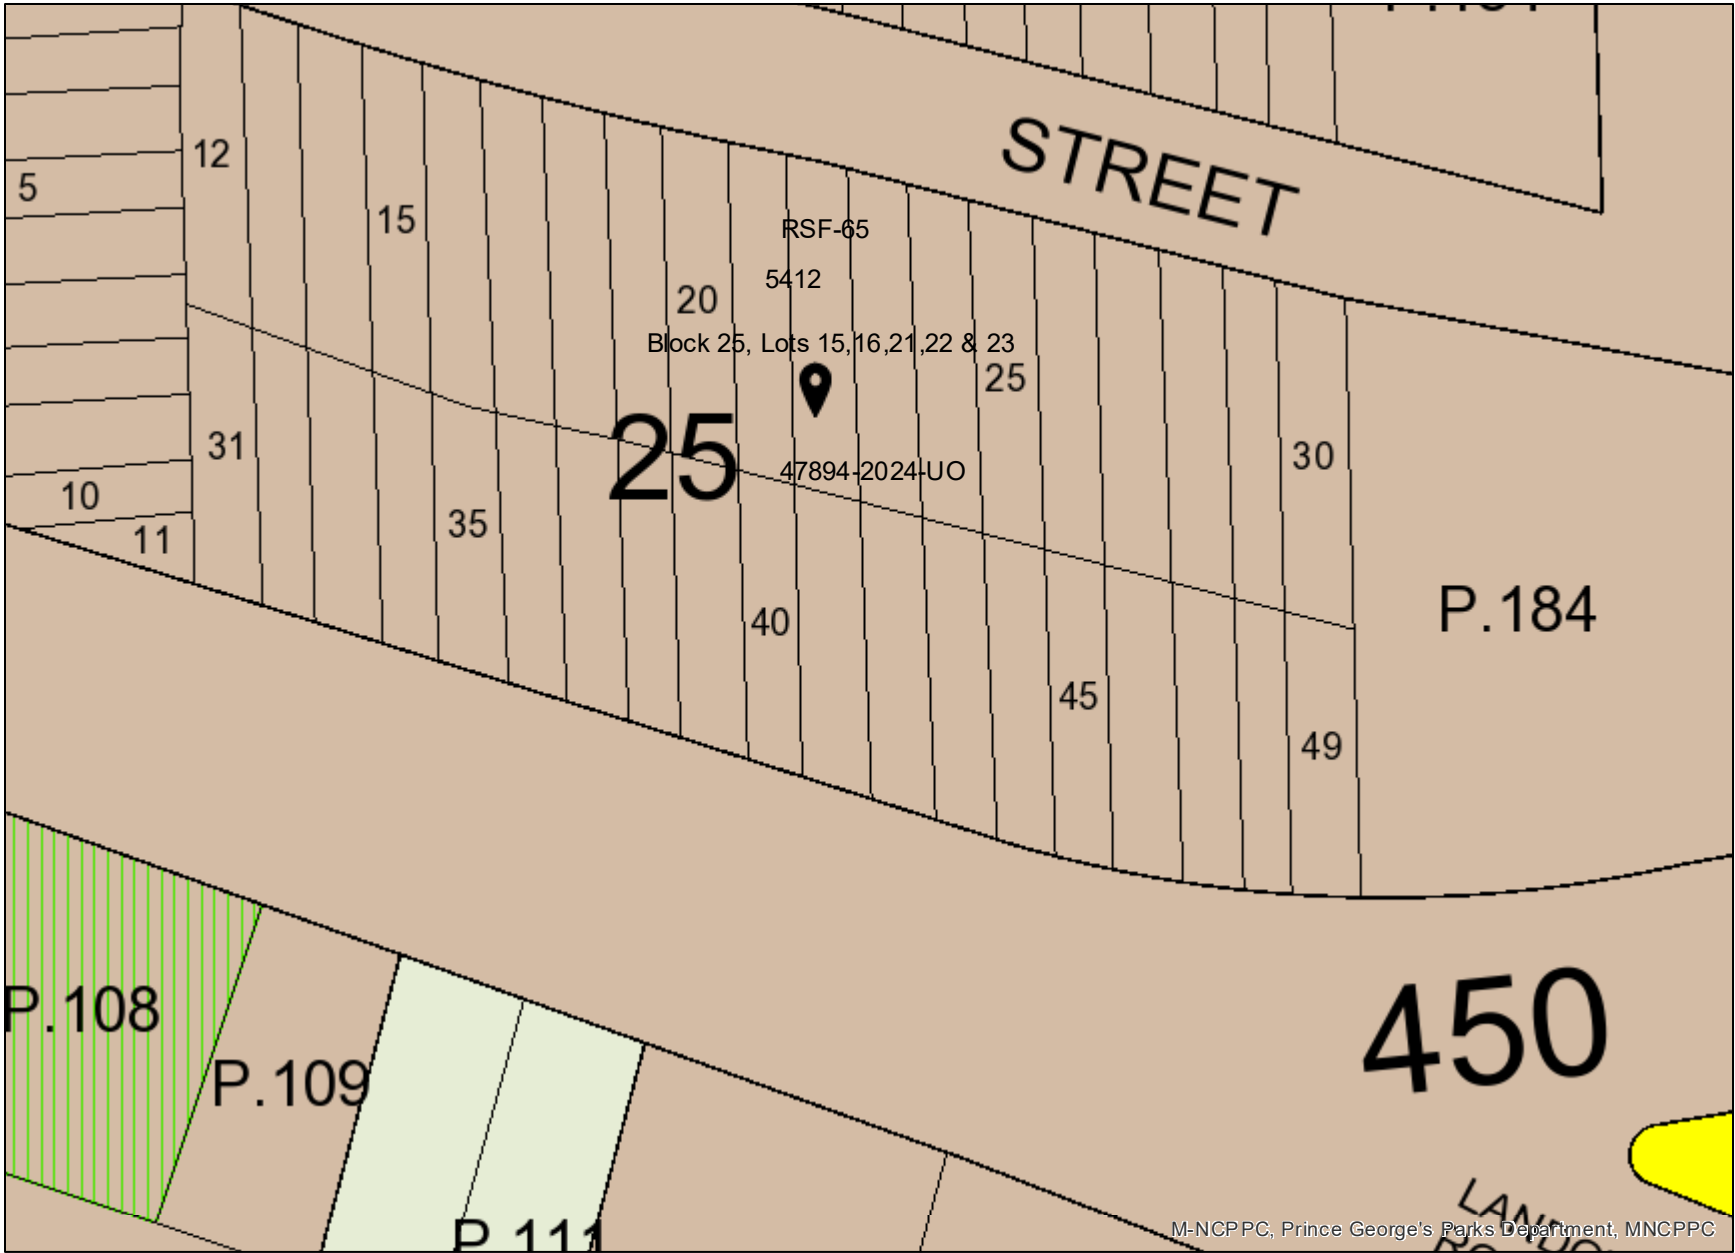 STREET
12
5
15
RSF-65
5412
20
Block 25, Lots 15,16,21,22 & 23
25
25
31
30
47894-2024-UO
10
35
11
P.184
40
45
49
P.108
450
P.109
P.111
M-NCPPC, Prince George's Parks Department, MNCPPC